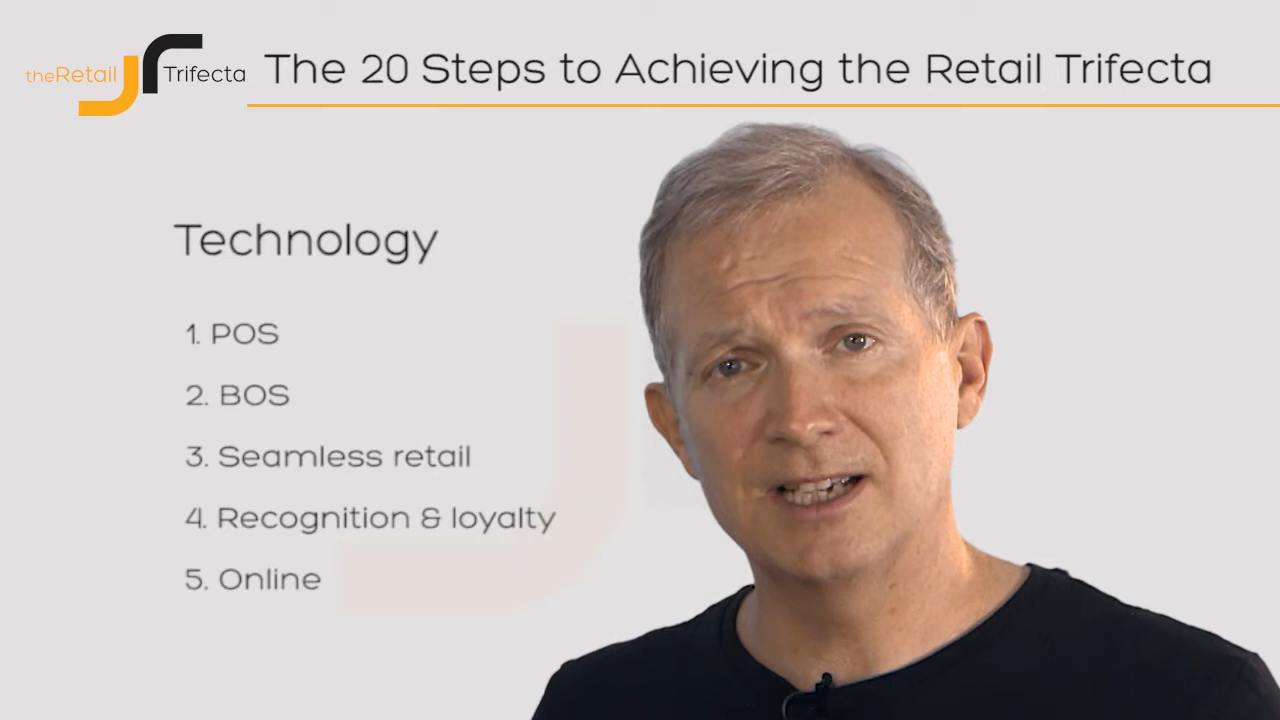 theRetail Trifecta
The 20 Steps to Achieving the Retail Trifecta
Technology
1. POS
2. BOS
3. Seamless retail
4. Recognition & loyalty
5. Online